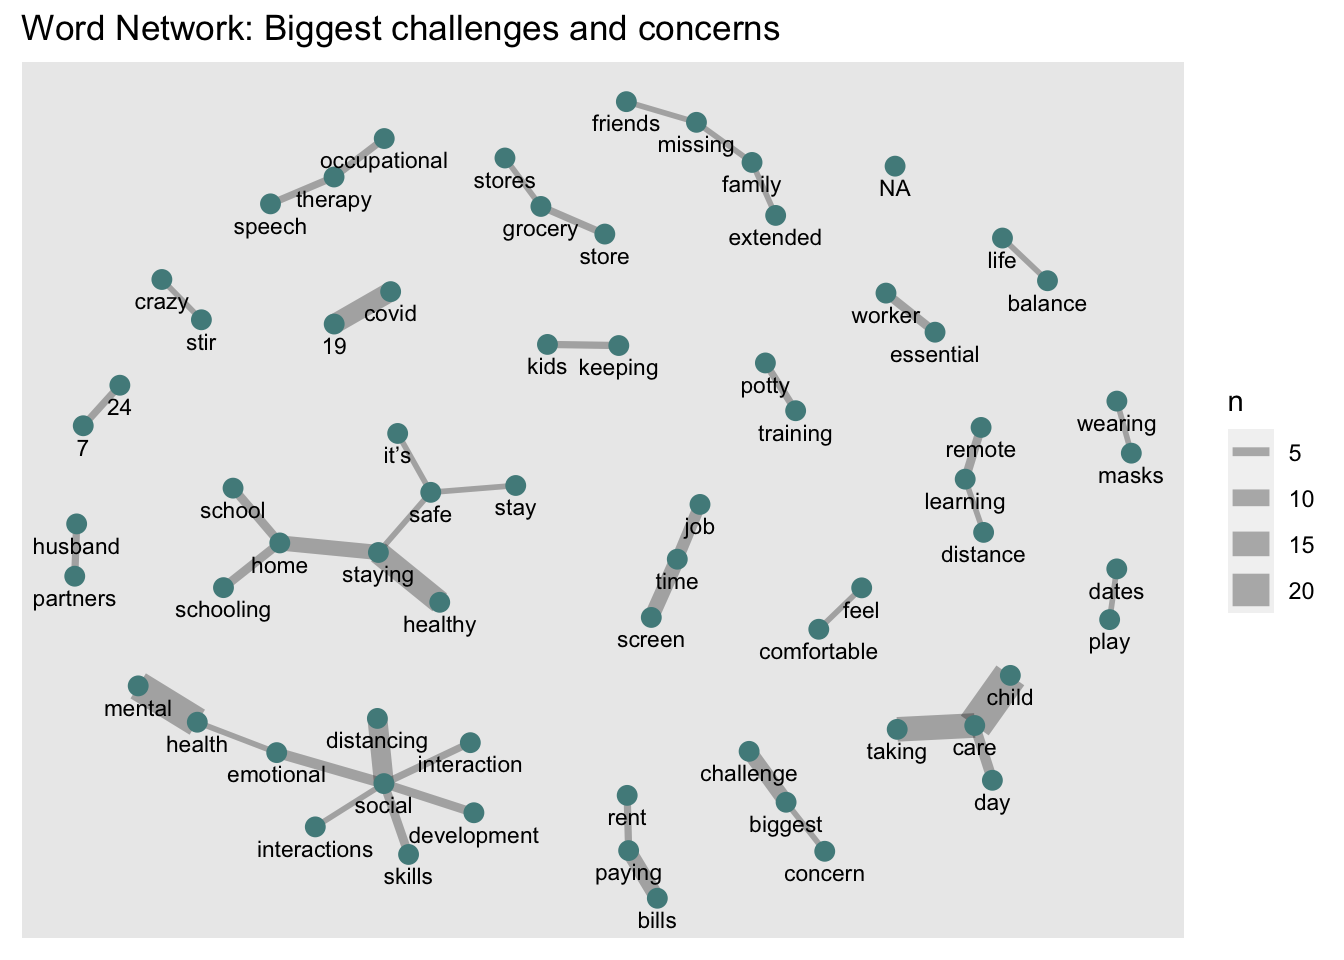 Word Network: Biggest challenges and concerns
friends
missing
occupational
stores
family
NA
therapy
speech
grocery
extended
store
life
crazy
covid
balance
worker
stir
19
essential
kids keeping
potty
24
n
7
training
wearing
it’s
remote
5
masks
school
learning
stay
safe
10
job
husband
distance
15
home
staying
time
partners
dates
20
schooling
feel
healthy
screen
play
comfortable
child
mental
distancing
health
taking
care
interaction
challenge
emotional
day
social
rent
biggest
development
interactions
paying
concern
skills
bills